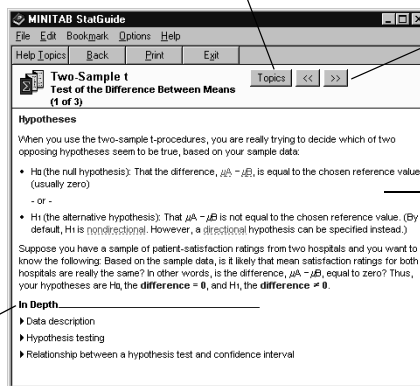 MINITAB StatGuide
File Edit Bookmark Options Help
Help Topics Back Print Exit
Two-Sample t
Test of the Difference Between Means
(1 of 3)
Topics << >>
Hypotheses
When you use the two-sample t-procedures, you are really trying to decide which of two
opposing hypotheses seem to be true, based on your sample data:
• H0 (the null hypothesis): That the difference, μA − μB, is equal to the chosen reference value
(usually zero)
- or -
• H1 (the alternative hypothesis): That μA − μB is not equal to the chosen reference value. (By
default, H1 is nondirectional. However, a directional hypothesis can be specified instead.)
Suppose you have a sample of patient-satisfaction ratings from two hospitals and you want to
know the following: Based on the sample data, is it likely that mean satisfaction ratings for both
hospitals are really the same? In other words, is the difference, μA − μB, equal to zero? Thus,
your hypotheses are H0, the difference = 0, and H1, the difference ≠ 0.
In Depth
Data description
Hypothesis testing
Relationship between a hypothesis test and confidence interval